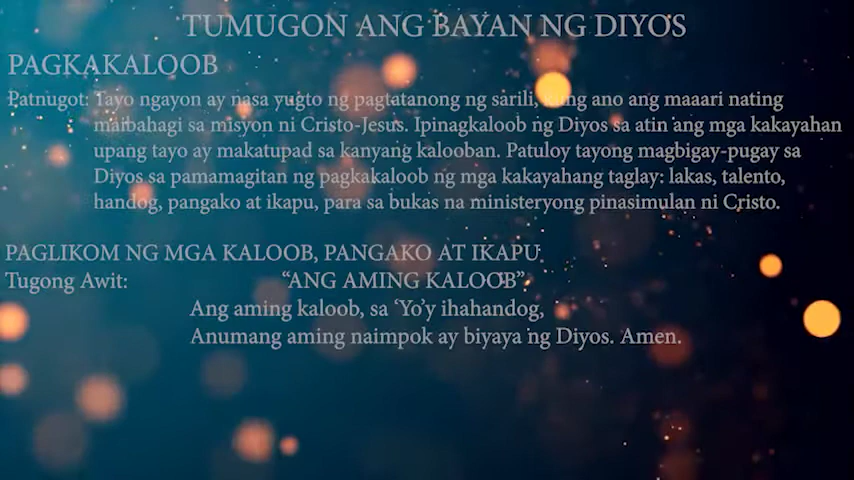 TUMUGON ANG BAYAN NG DIYOS
PAGKAKALOOB
Patnugot: Tayo ngayon ay nasa yugto ng pagtatanong ng sarili, kung ano ang maaari nating
maibahagi sa misyon ni Cristo-Jesus. Ipinagkaloob ng Diyos sa atin ang mga kakayahan
upang tayo ay makatupad sa kanyang kalooban. Patuloy tayong magbigay-pugay sa
Diyos sa pamamagitan ng pagkakaloob ng mga kakayahang taglay: lakas, talento,
handog, pangako at ikapu, para sa bukas na ministeryong pinasimulan ni Cristo.
PAGLIKOM NG MGA KALOOB, PANGAKO AT IKAPU:
Tugong Awit: “ANG AMING KALOOB”
Ang aming kaloob, sa ‘Yo’y ihahandog,
Anumang aming naimpok ay biyaya ng Diyos. Amen.